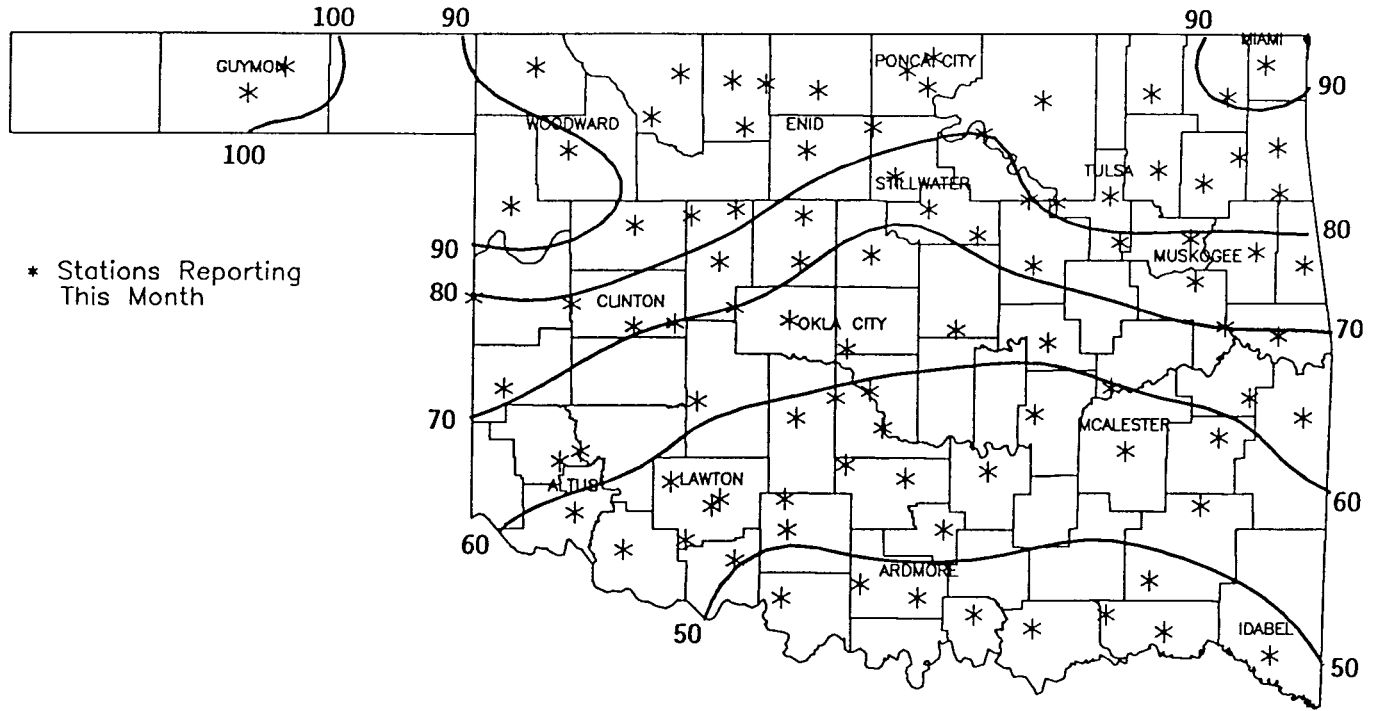 100 90 90
MIAMI
GUYMON PONCA CITY
90
WOODWARD ENID
100
TULSA
STILLWATER
80
90
MUSKOGEE
* Stations Reporting
This Month
80
CLINTON
OKLA CITY
70
70
MCALESTER
LAWTON
ALTUS
60
60
ARDMORE
50
IDABEL
50